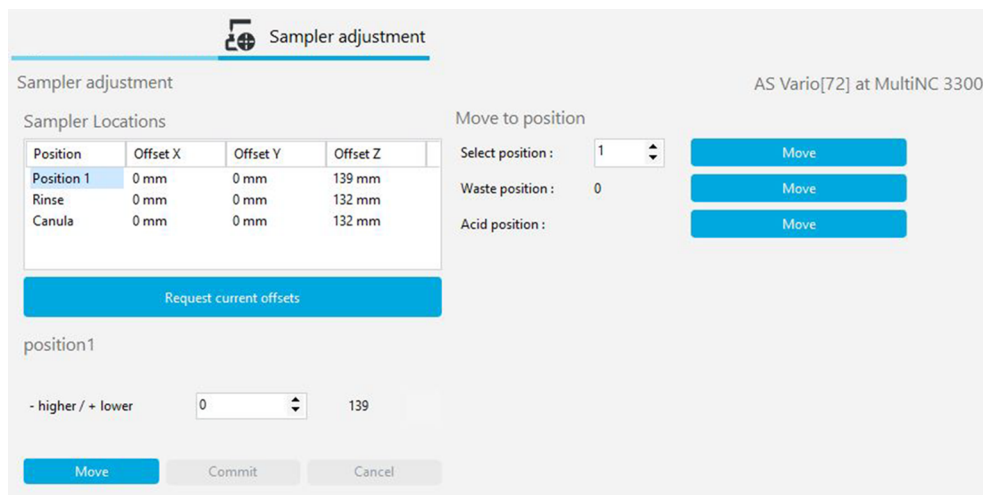 Sampler adjustment
Sampler adjustment
AS Vario[72] at MultiNC 3300
Sampler Locations
Position Offset X Offset Y Offset Z
Position 1 0 mm 0 mm 139 mm
Rinse 0 mm 0 mm 132 mm
Canula 0 mm 0 mm 132 mm
Request current offsets
position1
- higher / + lower 0 139
Move Commit Cancel
Move to position
Select position : 1 Move
Waste position : 0 Move
Acid position : Move